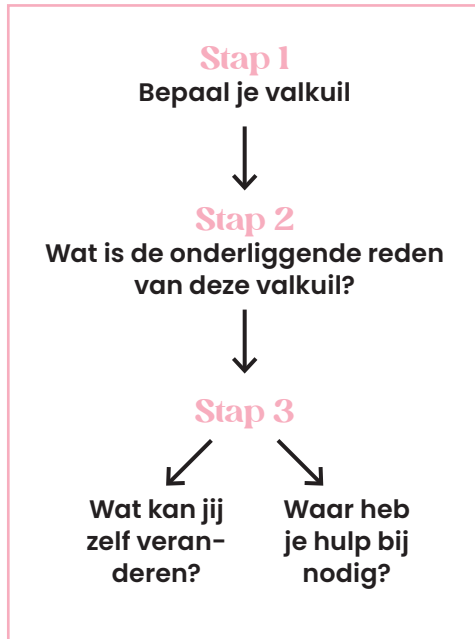 Stap 1
Bepaal je valkuil
Stap 2
Wat is de onderliggende reden
van deze valkuil?
Stap 3
Wat kan jij
zelf veran-
deren?
Waar heb
je hulp bij
nodig?